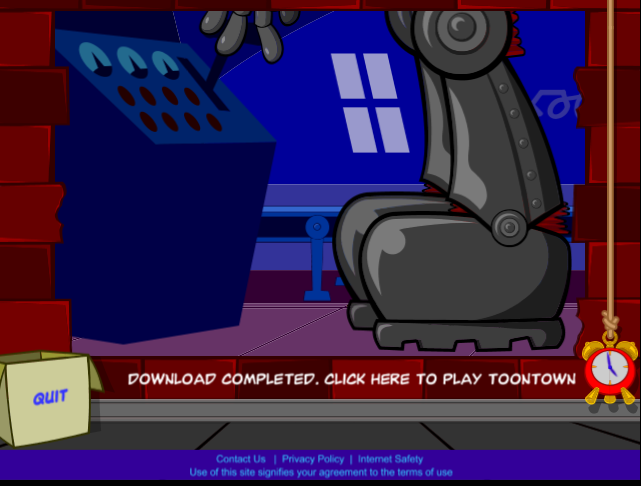 QUIT
DOWNLOAD COMPLETED. CLICK HERE TO PLAY TOONTOWN
Contact Us | Privacy Policy | Internet Safety
Use of this site signifies your agreement to the terms of use